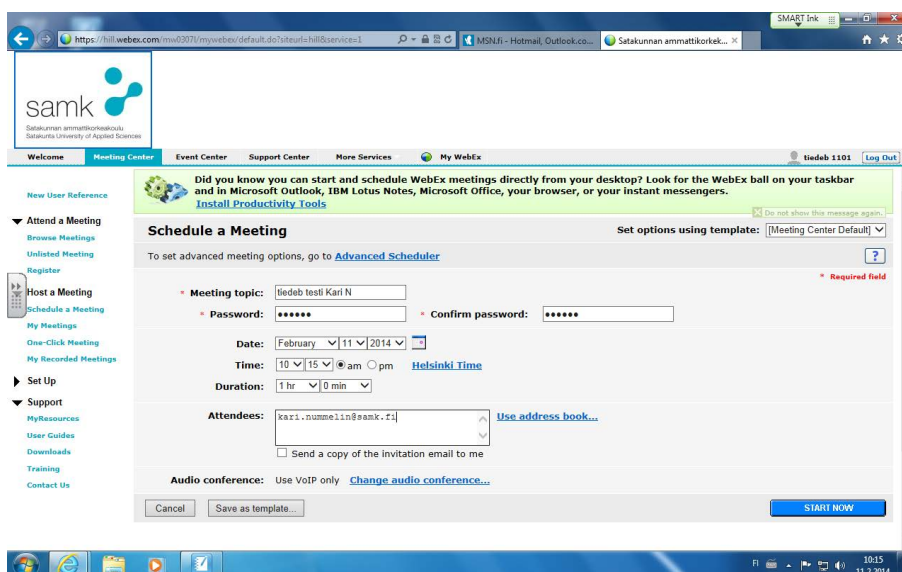 SMART Ink
https://hill.webex.com/mw0307l/mywebex/default.do?siteurl=hill&service=1
MSN.fi - Hotmail, Outlook.co...
Satakunnan ammattikorkek...
samk
Satakunnan ammattikorkeakoulu
Satakunta University of Applied Sciences
Welcome Meeting Center Event Center Support Center More Services My WebEx tiedeb 1101 Log Out
Did you know you can start and schedule WebEx meetings directly from your desktop? Look for the WebEx ball on your taskbar
and in Microsoft Outlook, IBM Lotus Notes, Microsoft Office, your browser, or your instant messengers.
Install Productivity Tools
Do not show this message again.
New User Reference
Attend a Meeting
Browse Meetings
Unlisted Meeting
Register
Host a Meeting
Schedule a Meeting
My Meetings
One-Click Meeting
My Recorded Meetings
Set Up
Support
MyResources
User Guides
Downloads
Training
Contact Us
Schedule a Meeting
Set options using template: [Meeting Center Default]
To set advanced meeting options, go to Advanced Scheduler ?
* Required field
* Meeting topic: tiedeb testi Kari N
* Password: •••••• * Confirm password: ••••••
Date: February 11 2014
Time: 10 15 am pm Helsinki Time
Duration: 1 hr 0 min
Attendees: kari.nummelin@samk.fi Use address book...
Send a copy of the invitation email to me
Audio conference: Use VoIP only Change audio conference...
Cancel Save as template... START NOW
FI 10:15
11.2.2014